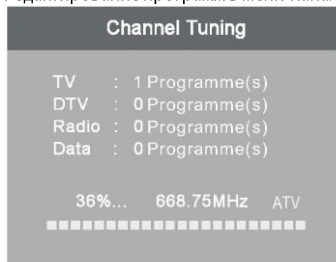 Channel Tuning
TV : 1 Programme(s)
DTV : 0 Programme(s)
Radio : 0 Programme(s)
Data : 0 Programme(s)
36%... 668.75MHz ATV